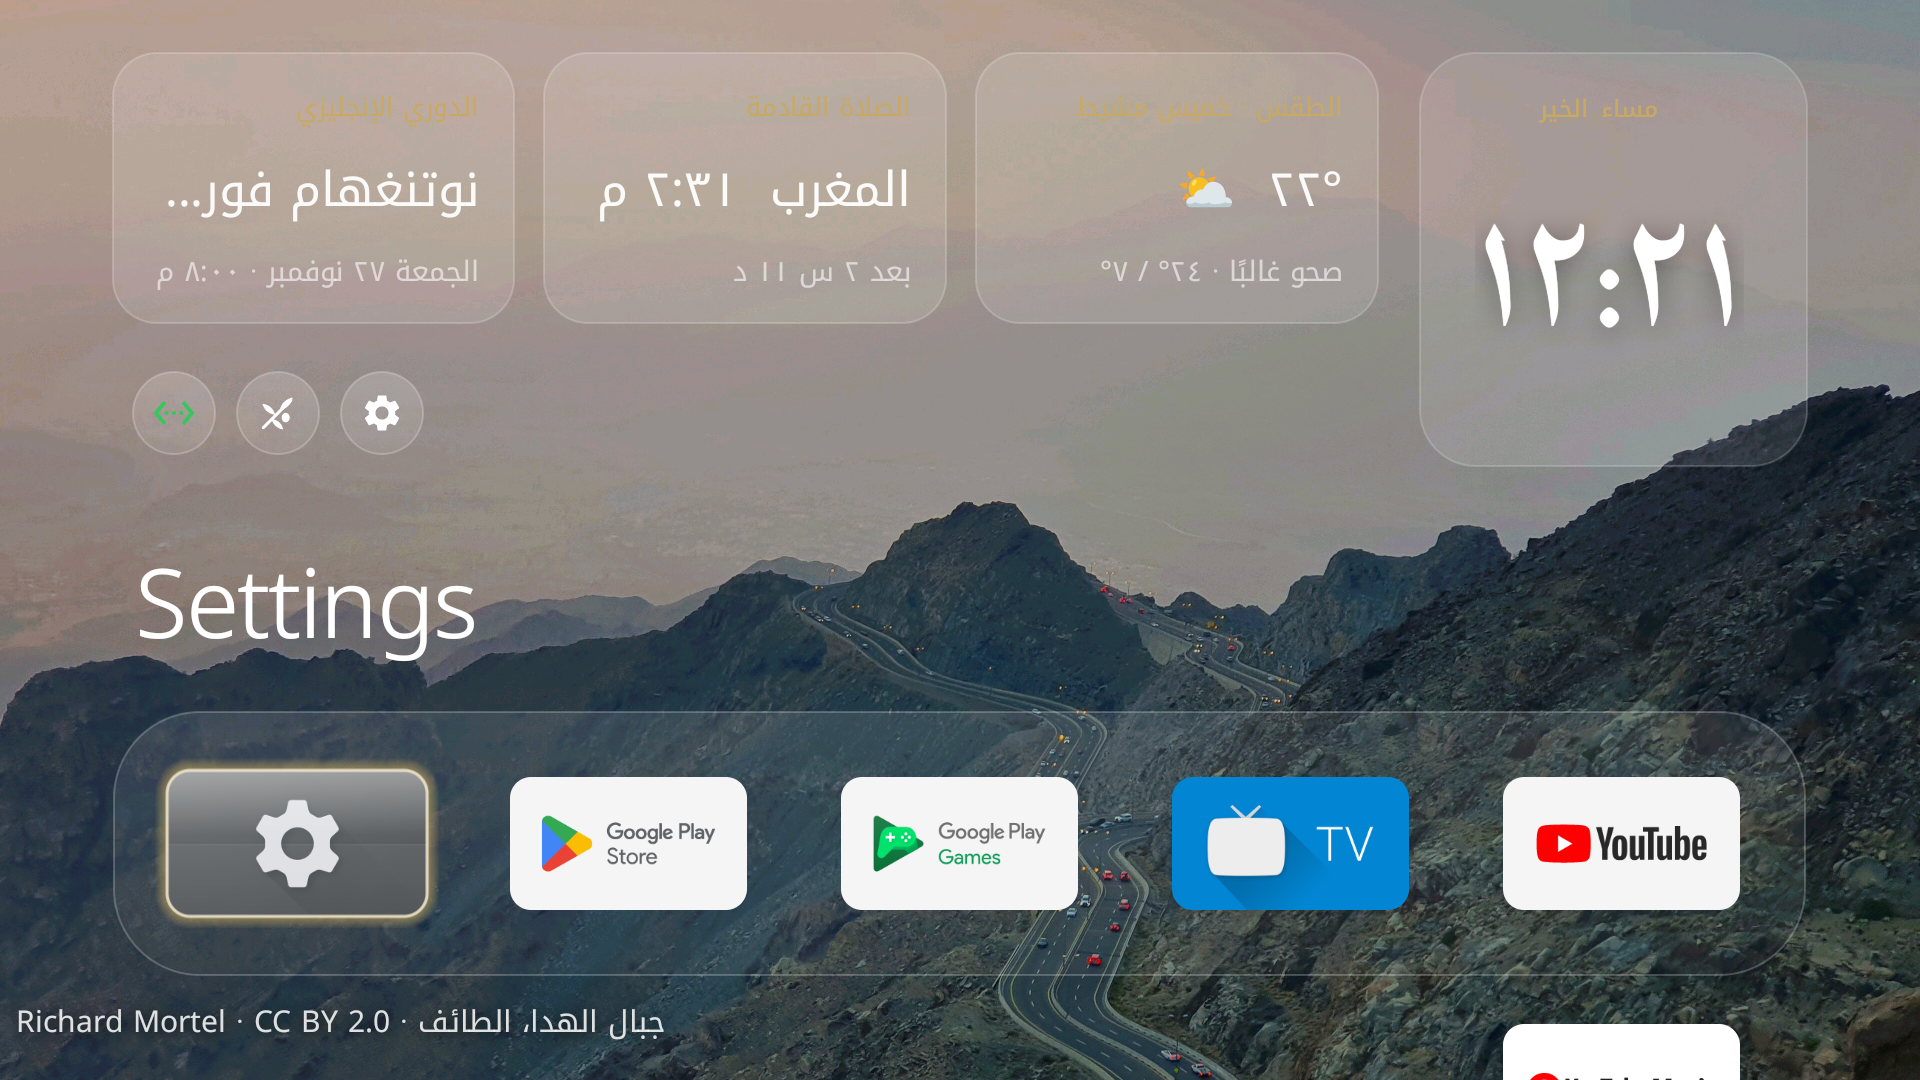 مساء الخير
١٢:٢١
الطقس · خميس مشيط
٢٢°
صحو غالبًا · ٢٤° / ٧°
الصلاة القادمة
المغرب ٢:٣١ م
بعد ٢ س ١١ د
الدوري الإنجليزي
نوتنغهام فور...
الجمعة ٢٧ نوفمبر · ٨:٠٠ م
Settings
Google Play Store
Google Play Games
TV
YouTube
Richard Mortel · CC BY 2.0 · جبال الهدا، الطائف